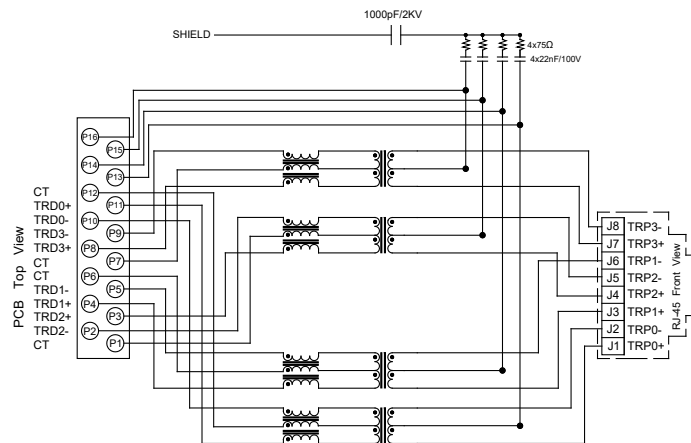 1000pF/2KV
SHIELD
4x75Ω
4x22nF/100V
P16
P15
P14
P13
CT P12
TRD0+ P11
TRD0- P10
TRD3- P9
TRD3+ P8
CT P7
CT P6
TRD1- P5
TRD1+ P4
TRD2+ P3
TRD2- P2
CT P1
PCB Top View
J8 TRP3-
J7 TRP3+
J6 TRP1-
J5 TRP2-
J4 TRP2+
J3 TRP1+
J2 TRP0-
J1 TRP0+
RJ-45 Front View